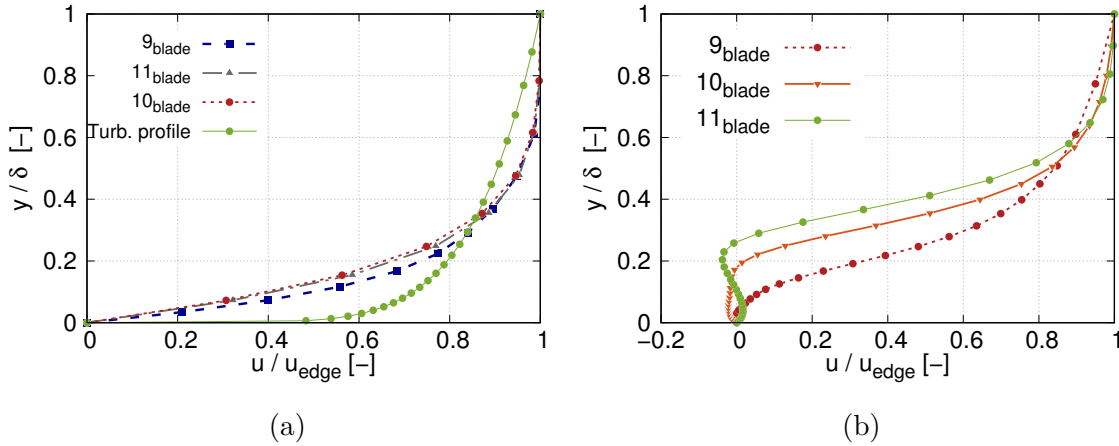 1
0.8
0.6
0.4
0.2
0
y / δ [−]
9blade
11blade
10blade
Turb. profile
0 0.2 0.4 0.6 0.8 1
u / uedge [−]
(a)
1
0.8
0.6
0.4
0.2
0
y / δ [−]
9blade
10blade
11blade
−0.2 0 0.2 0.4 0.6 0.8 1
u / uedge [−]
(b)